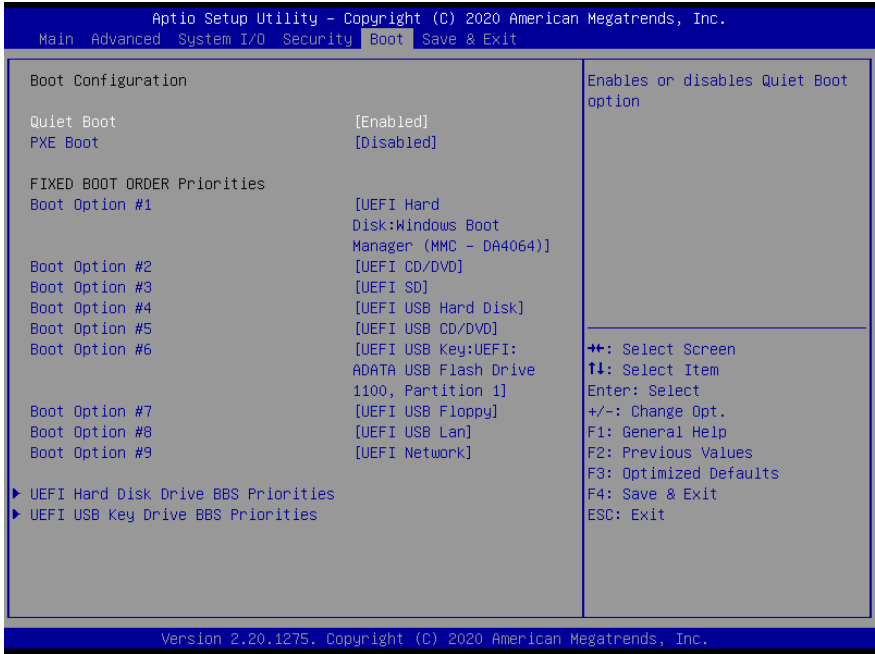 Aptio Setup Utility – Copyright (C) 2020 American Megatrends, Inc.
Main Advanced System I/O Security Boot Save & Exit
Boot Configuration
Quiet Boot [Enabled]
PXE Boot [Disabled]
FIXED BOOT ORDER Priorities
Boot Option #1 [UEFI Hard
Disk:Windows Boot
Manager (MMC – DA4064)]
Boot Option #2 [UEFI CD/DVD]
Boot Option #3 [UEFI SD]
Boot Option #4 [UEFI USB Hard Disk]
Boot Option #5 [UEFI USB CD/DVD]
Boot Option #6 [UEFI USB Key:UEFI:
ADATA USB Flash Drive
1100, Partition 1]
Boot Option #7 [UEFI USB Floppy]
Boot Option #8 [UEFI USB Lan]
Boot Option #9 [UEFI Network]
UEFI Hard Disk Drive BBS Priorities
UEFI USB Key Drive BBS Priorities
Enables or disables Quiet Boot
option
→←: Select Screen
↑↓: Select Item
Enter: Select
+/-: Change Opt.
F1: General Help
F2: Previous Values
F3: Optimized Defaults
F4: Save & Exit
ESC: Exit
Version 2.20.1275. Copyright (C) 2020 American Megatrends, Inc.